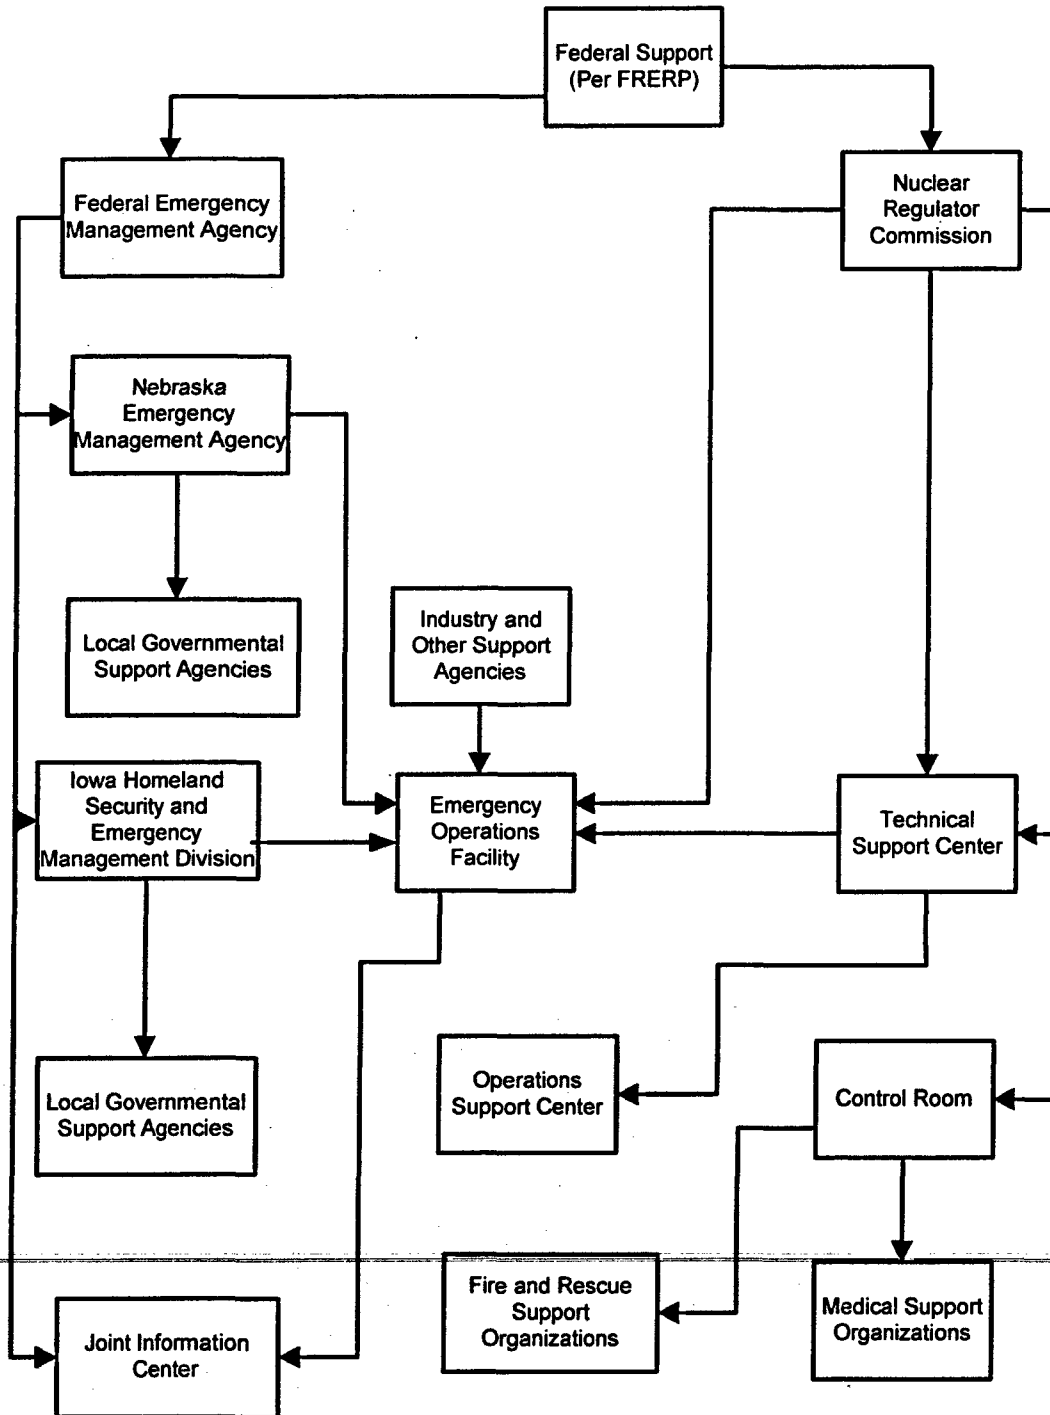 Federal Support
(Per FRERP)
Federal Emergency
Management Agency
Nuclear
Regulator
Commission
Nebraska
Emergency
Management Agency
Local Governmental
Support Agencies
Industry and
Other Support
Agencies
Iowa Homeland
Security and
Emergency
Management Division
Emergency
Operations
Facility
Technical
Support Center
Local Governmental
Support Agencies
Operations
Support Center
Control Room
Fire and Rescue
Support
Organizations
Medical Support
Organizations
Joint Information
Center